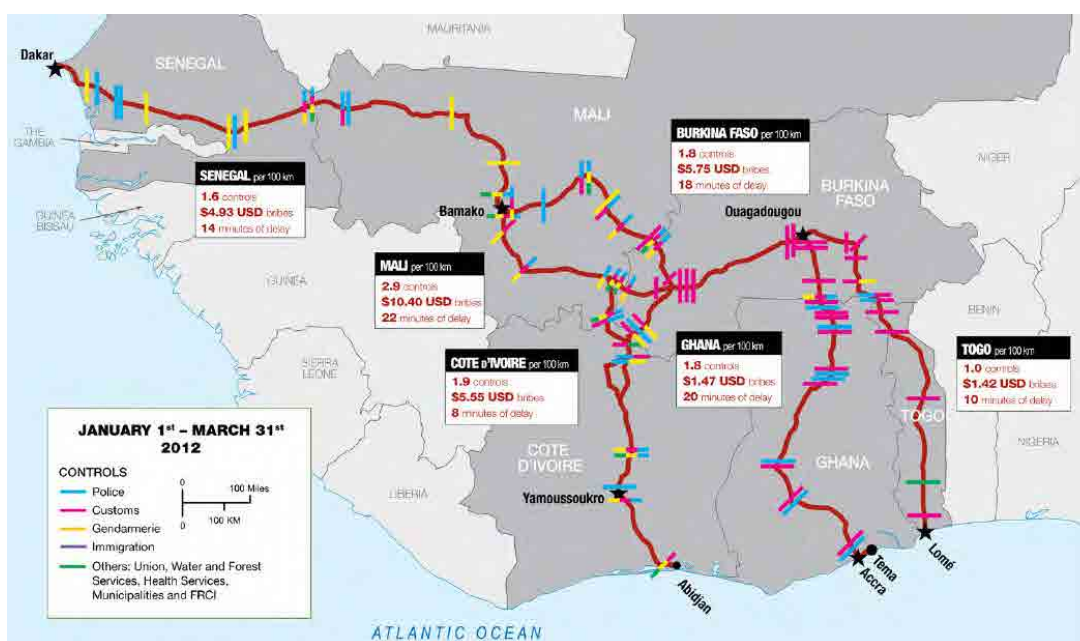 MAURITANIA
Dakar
SENEGAL
MALI
THE
GAMBIA
BURKINA FASO per 100 km
1.8 controls
$5.75 USD bribes
18 minutes of delay
NIGER
SENEGAL per 100 km
1.6 controls
$4.93 USD bribes
14 minutes of delay
BURKINA
FASO
Ouagadougou
Bamako
GUINEA
BISSAU
MALI per 100 km
2.9 controls
$10.40 USD bribes
22 minutes of delay
GUINEA
BENIN
COTE D'IVOIRE per 100 km
1.9 controls
$5.55 USD bribes
8 minutes of delay
GHANA per 100 km
1.8 controls
$1.47 USD bribes
20 minutes of delay
TOGO per 100 km
1.0 controls
$1.42 USD bribes
10 minutes of delay
SIERRA
LEONE
TOGO
NIGERIA
JANUARY 1st – MARCH 31st
2012
CONTROLS
Police
Customs
Gendarmerie
Immigration
Others: Union, Water and Forest
Services, Health Services,
Municipalities and FRCI
0 100 Miles
0 100 KM
COTE
D'IVOIRE
GHANA
LIBERIA
Yamoussoukro
Abidjan
Accra
Tema
Lomé
ATLANTIC OCEAN